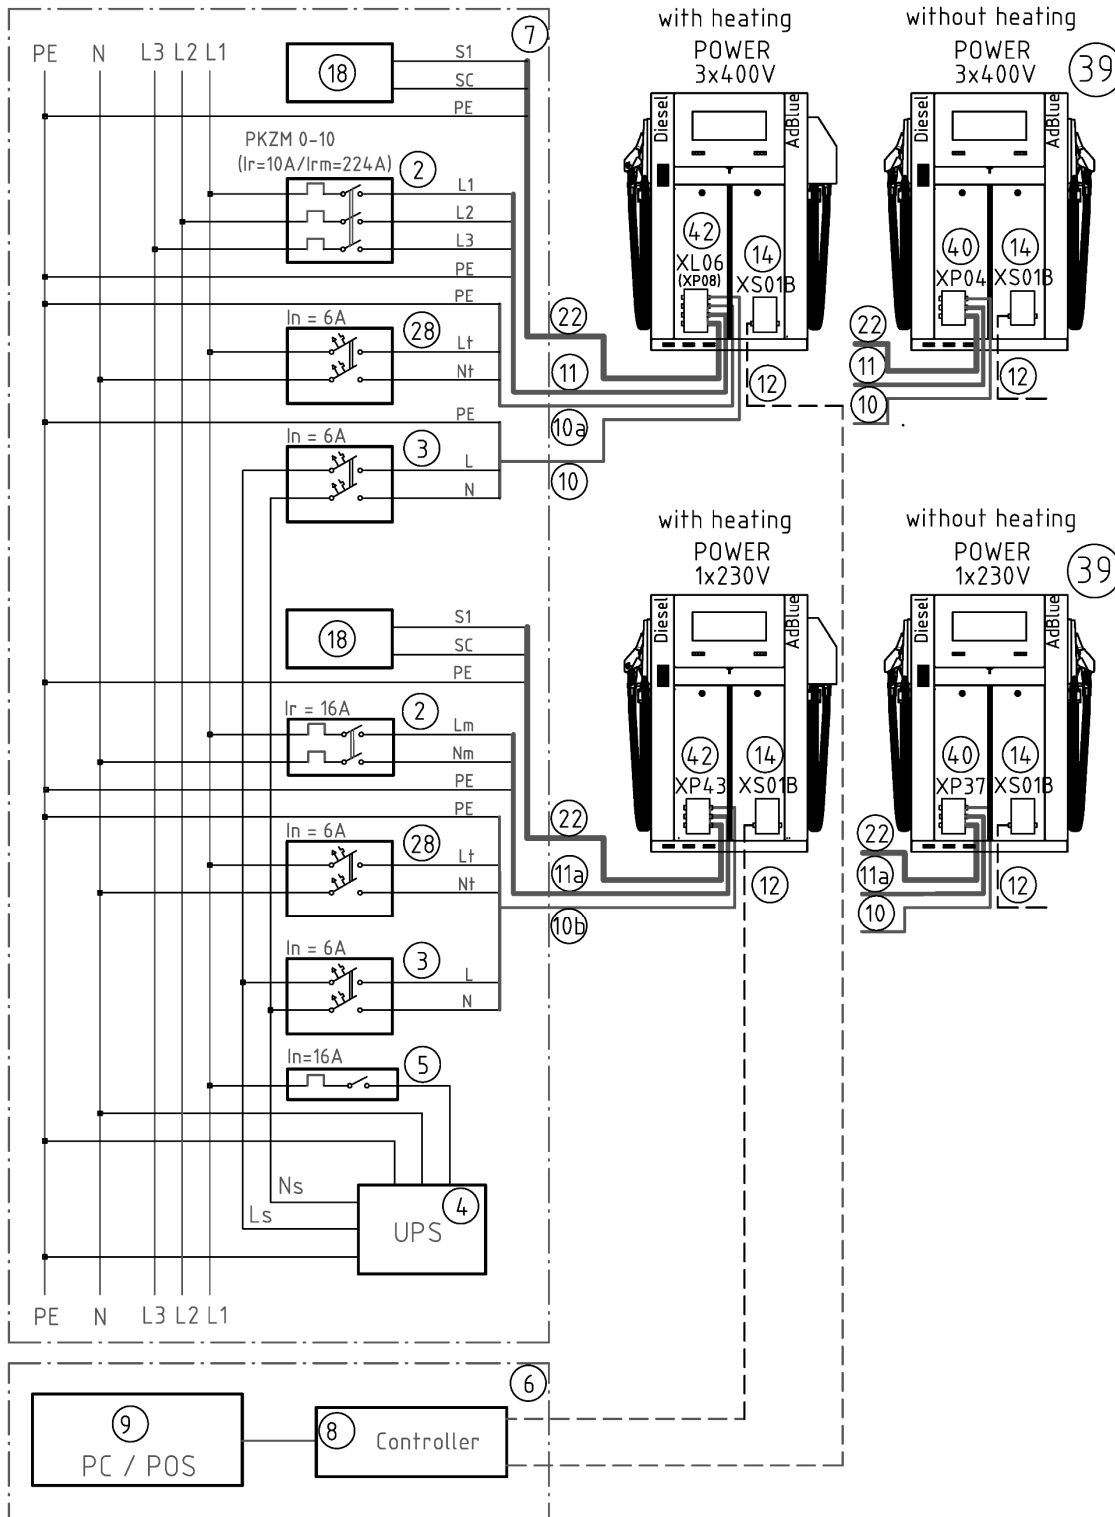 PE N L3 L2 L1
7
18
S1
SC
PE
PKZM 0-10
(Ir=10A/Irm=224A)
2
L1
L2
L3
PE
PE
In = 6A
28
Lt
Nt
PE
In = 6A
3
L
N
22
11
10a
10
with heating
POWER
3x400V
Diesel
AdBlue
42
XL06
(XP08)
14
XS01B
12
without heating
POWER
3x400V
39
Diesel
AdBlue
40
XP04
14
XS01B
22
11
10
12
18
S1
SC
PE
Ir = 16A
2
Lm
Nm
PE
PE
In = 6A
28
Lt
Nt
In = 6A
3
L
N
22
11a
10b
with heating
POWER
1x230V
Diesel
AdBlue
42
XP43
14
XS01B
12
without heating
POWER
1x230V
39
Diesel
AdBlue
40
XP37
14
XS01B
22
11a
10
12
In=16A
5
Ns
Ls
4
UPS
PE N L3 L2 L1
6
9
PC / POS
8
Controller